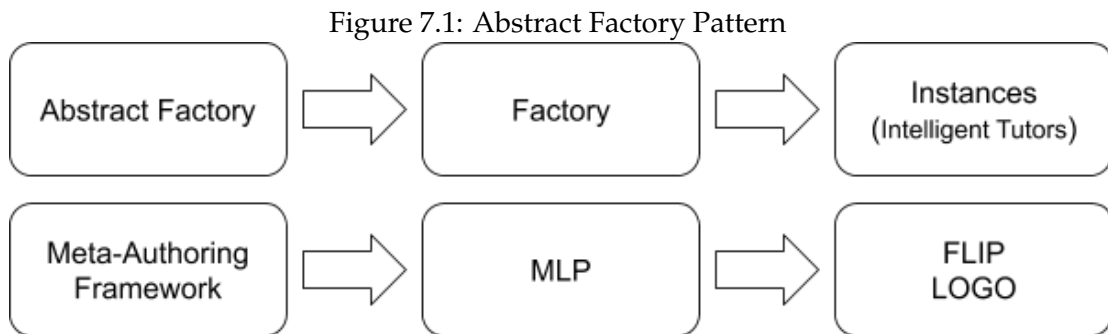 Figure 7.1: Abstract Factory Pattern
Abstract Factory
Factory
Instances
(Intelligent Tutors)
Meta-Authoring
Framework
MLP
FLIP
LOGO